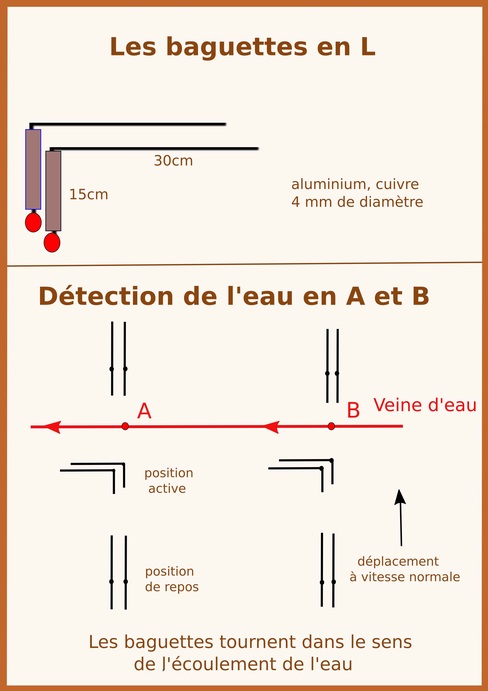 Les baguettes en L
30cm
15cm
aluminium, cuivre
4 mm de diamètre
Détection de l'eau en A et B
A
B
Veine d'eau
position
active
position
de repos
déplacement
à vitesse normale
Les baguettes tournent dans le sens
de l'écoulement de l'eau